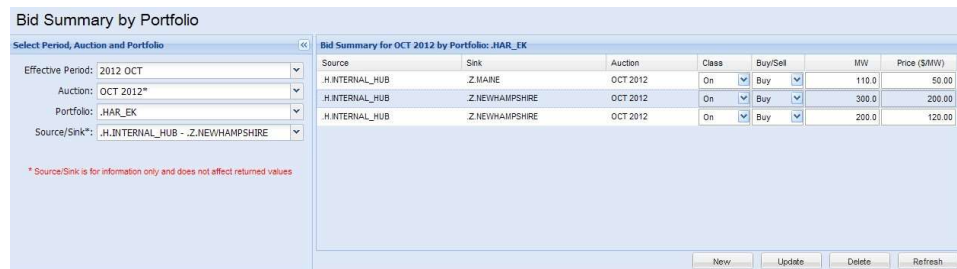 Bid Summary by Portfolio
Select Period, Auction and Portfolio
Effective Period: 2012 OCT
Auction: OCT 2012*
Portfolio: .HAR_EK
Source/Sink*: .H.INTERNAL_HUB - .Z.NEWHAMPSHIRE
* Source/Sink is for information only and does not affect returned values
Bid Summary for OCT 2012 by Portfolio: .HAR_EK
Source Sink Auction Class Buy/Sell MW Price ($/MW)
.H.INTERNAL_HUB .Z.MAINE OCT 2012 On Buy 110.0 50.00
.H.INTERNAL_HUB .Z.NEWHAMPSHIRE OCT 2012 On Buy 300.0 200.00
.H.INTERNAL_HUB .Z.NEWHAMPSHIRE OCT 2012 On Buy 200.0 120.00
New Update Delete Refresh